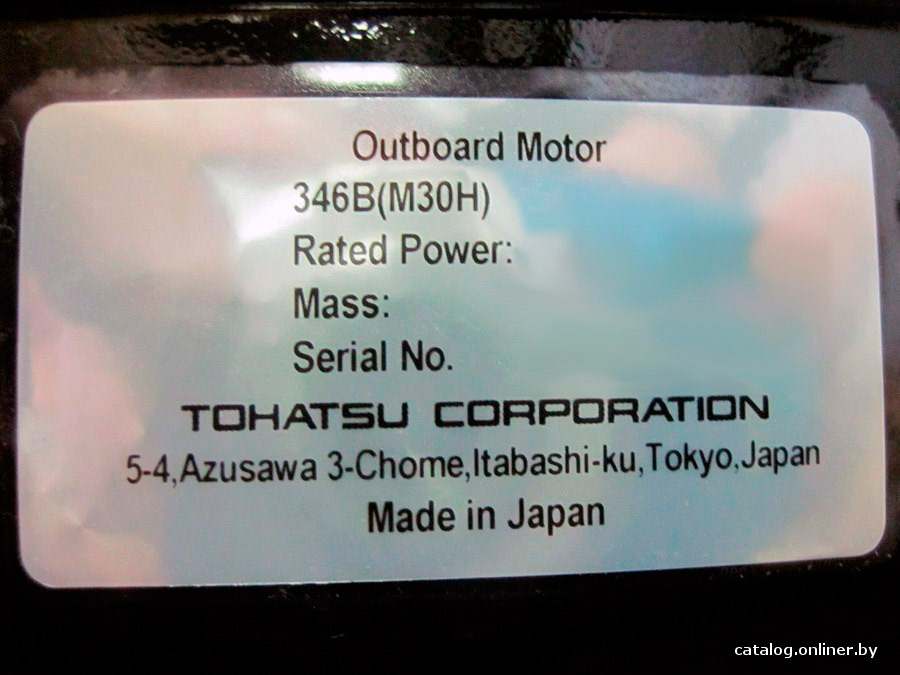 Outboard Motor
346B(M30H)
Rated Power:
Mass:
Serial No.
TOHATSU CORPORATION
5-4,Azusawa 3-Chome,Itabashi-ku,Tokyo.Japan
Made in Japan
catalog.onliner.by